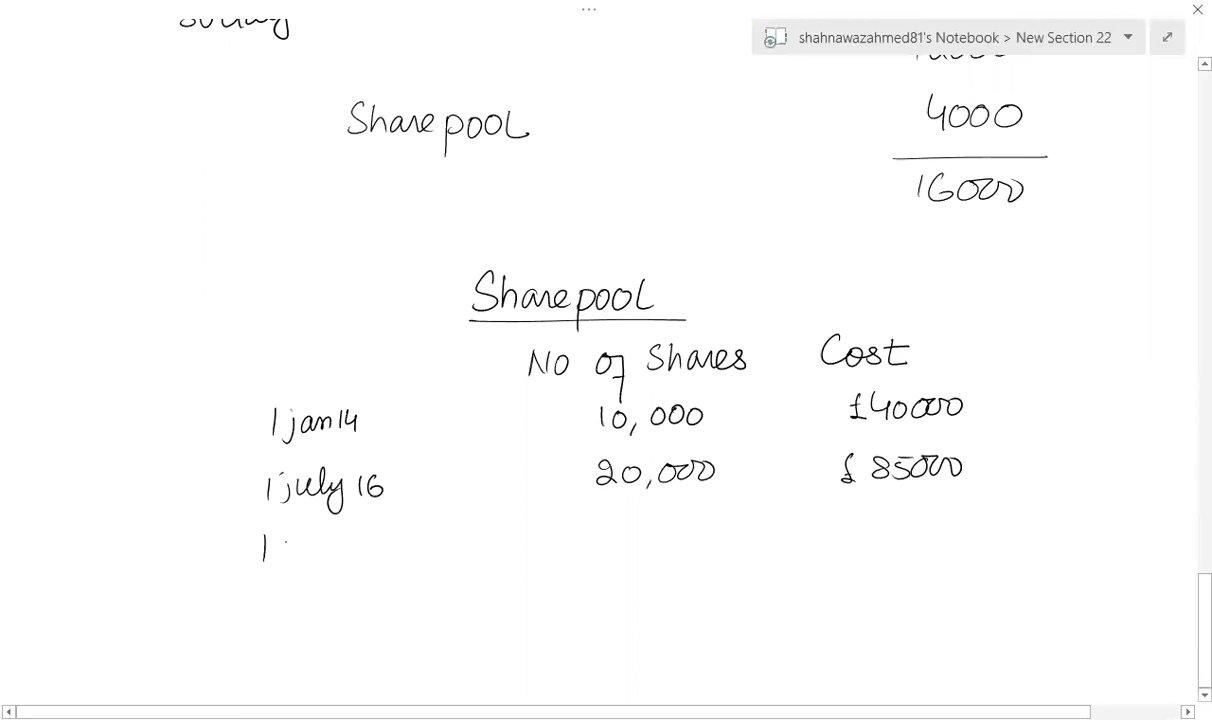 shahnawazahmed81's Notebook > New Section 22
4000
Sharepool
16000
Sharepool
No of Shares Cost
1 jan 14 10,000 £40000
1 july 16 20,000 £85000
1